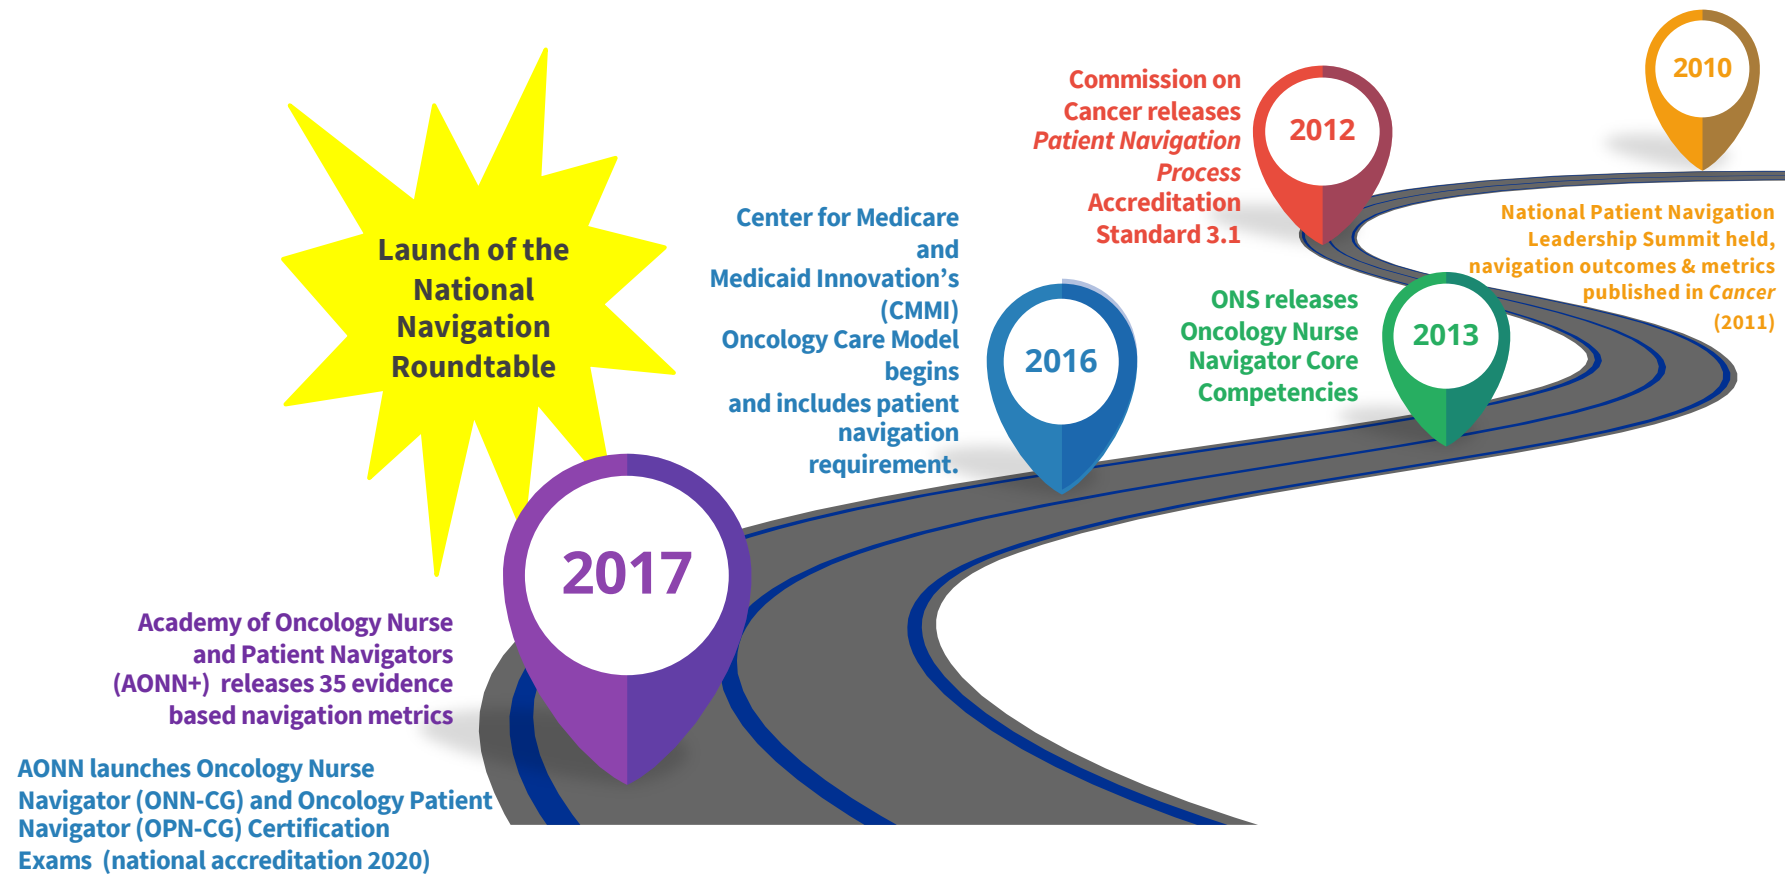 2010
National Patient Navigation
Leadership Summit held,
navigation outcomes & metrics
published in Cancer
(2011)
2012
Commission on
Cancer releases
Patient Navigation
Process
Accreditation
Standard 3.1
2013
ONS releases
Oncology Nurse
Navigator Core
Competencies
2016
Center for Medicare
and
Medicaid Innovation’s
(CMMI)
Oncology Care Model
begins
and includes patient
navigation
requirement.
Launch of the
National
Navigation
Roundtable
2017
Academy of Oncology Nurse
and Patient Navigators
(AONN+) releases 35 evidence
based navigation metrics
AONN launches Oncology Nurse
Navigator (ONN-CG) and Oncology Patient
Navigator (OPN-CG) Certification
Exams (national accreditation 2020)